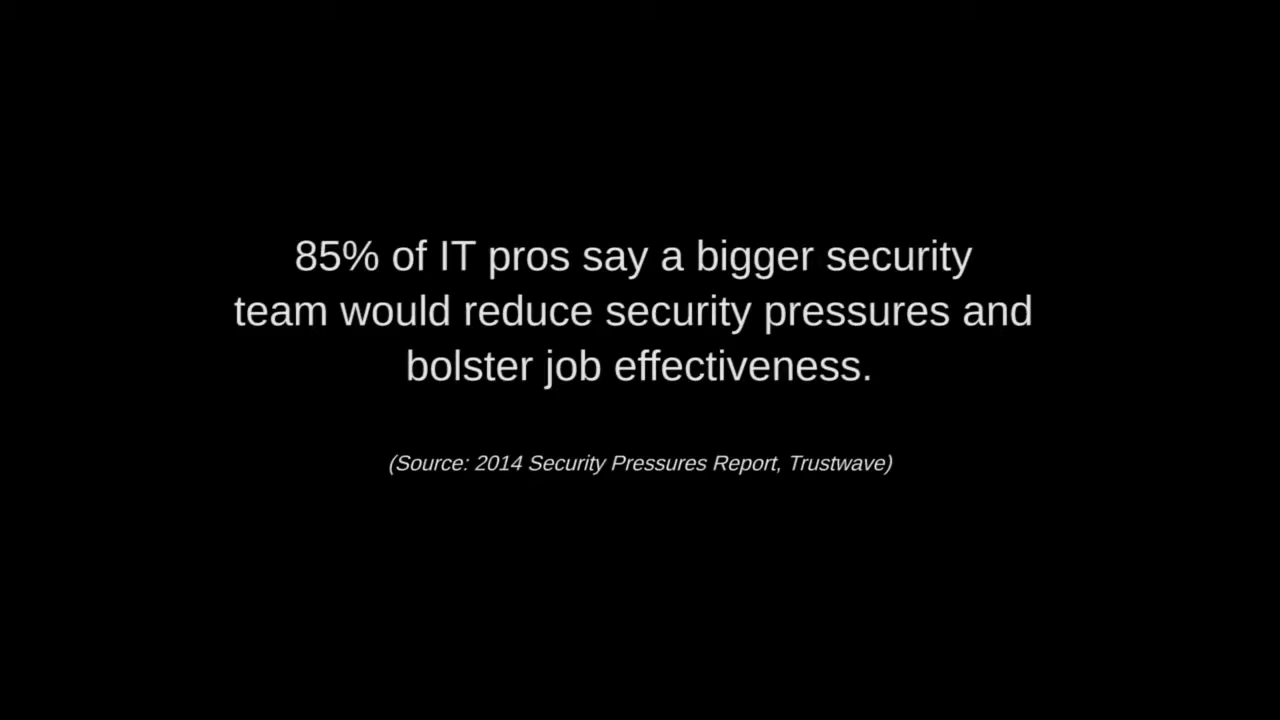 85% of IT pros say a bigger security
team would reduce security pressures and
bolster job effectiveness.
(Source: 2014 Security Pressures Report, Trustwave)